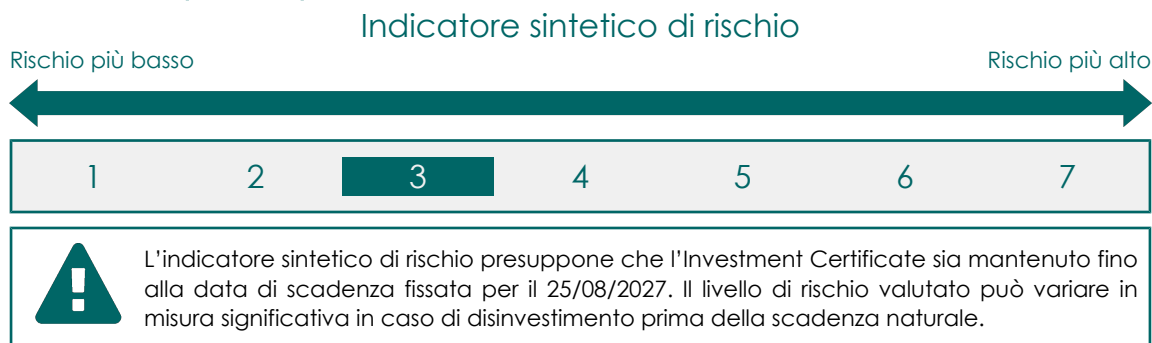 Indicatore sintetico di rischio
Rischio più basso
Rischio più alto
1 2 3 4 5 6 7
L'indicatore sintetico di rischio presuppone che l'Investment Certificate sia mantenuto fino
alla data di scadenza fissata per il 25/08/2027. Il livello di rischio valutato può variare in
misura significativa in caso di disinvestimento prima della scadenza naturale.